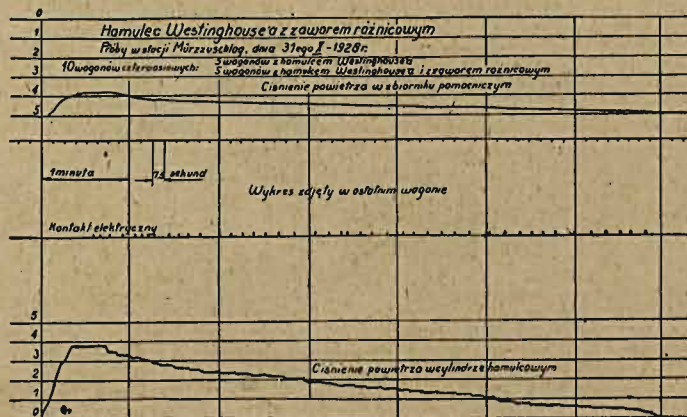 0
Hamulec Westinghouse'a z zaworem różnicowym
1
Próby w stacji Mürzzuschlag, dnia 31ego I - 1928r.
2
10 wagonów czteroosiowych: 5 wagonów z hamulcem Westinghouse'a
5 wagonów z hamulcem Westinghouse'a i zaworem różnicowym
3
Ciśnienie powietrza w zbiorniku pomocniczym
4
5
1 minuta 7.5 sekund
Wykres zdjęty w ostatnim wagonie
Kontakt elektryczny
5
4
3
Ciśnienie powietrza w cylindrze hamulcowym
2
1
0